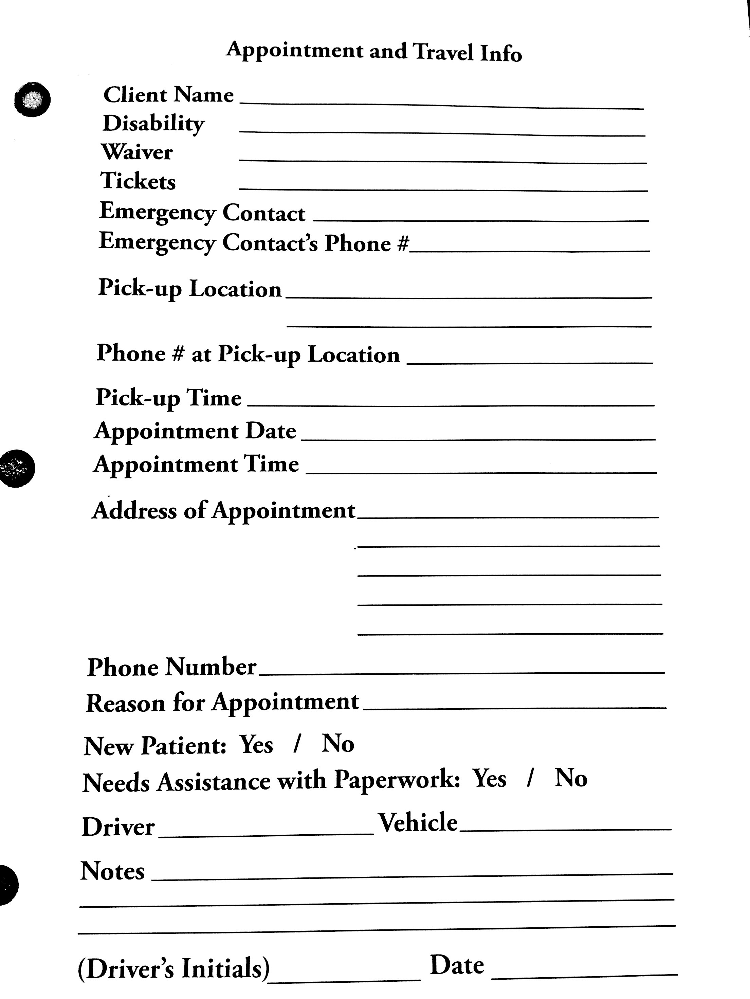 Appointment and Travel Info
Client Name
Disability
Waiver
Tickets
Emergency Contact
Emergency Contact's Phone #
Pick-up Location
Phone # at Pick-up Location
Pick-up Time
Appointment Date
Appointment Time
Address of Appointment
Phone Number
Reason for Appointment
New Patient: Yes / No
Needs Assistance with Paperwork: Yes / No
Driver Vehicle
Notes
(Driver's Initials) Date